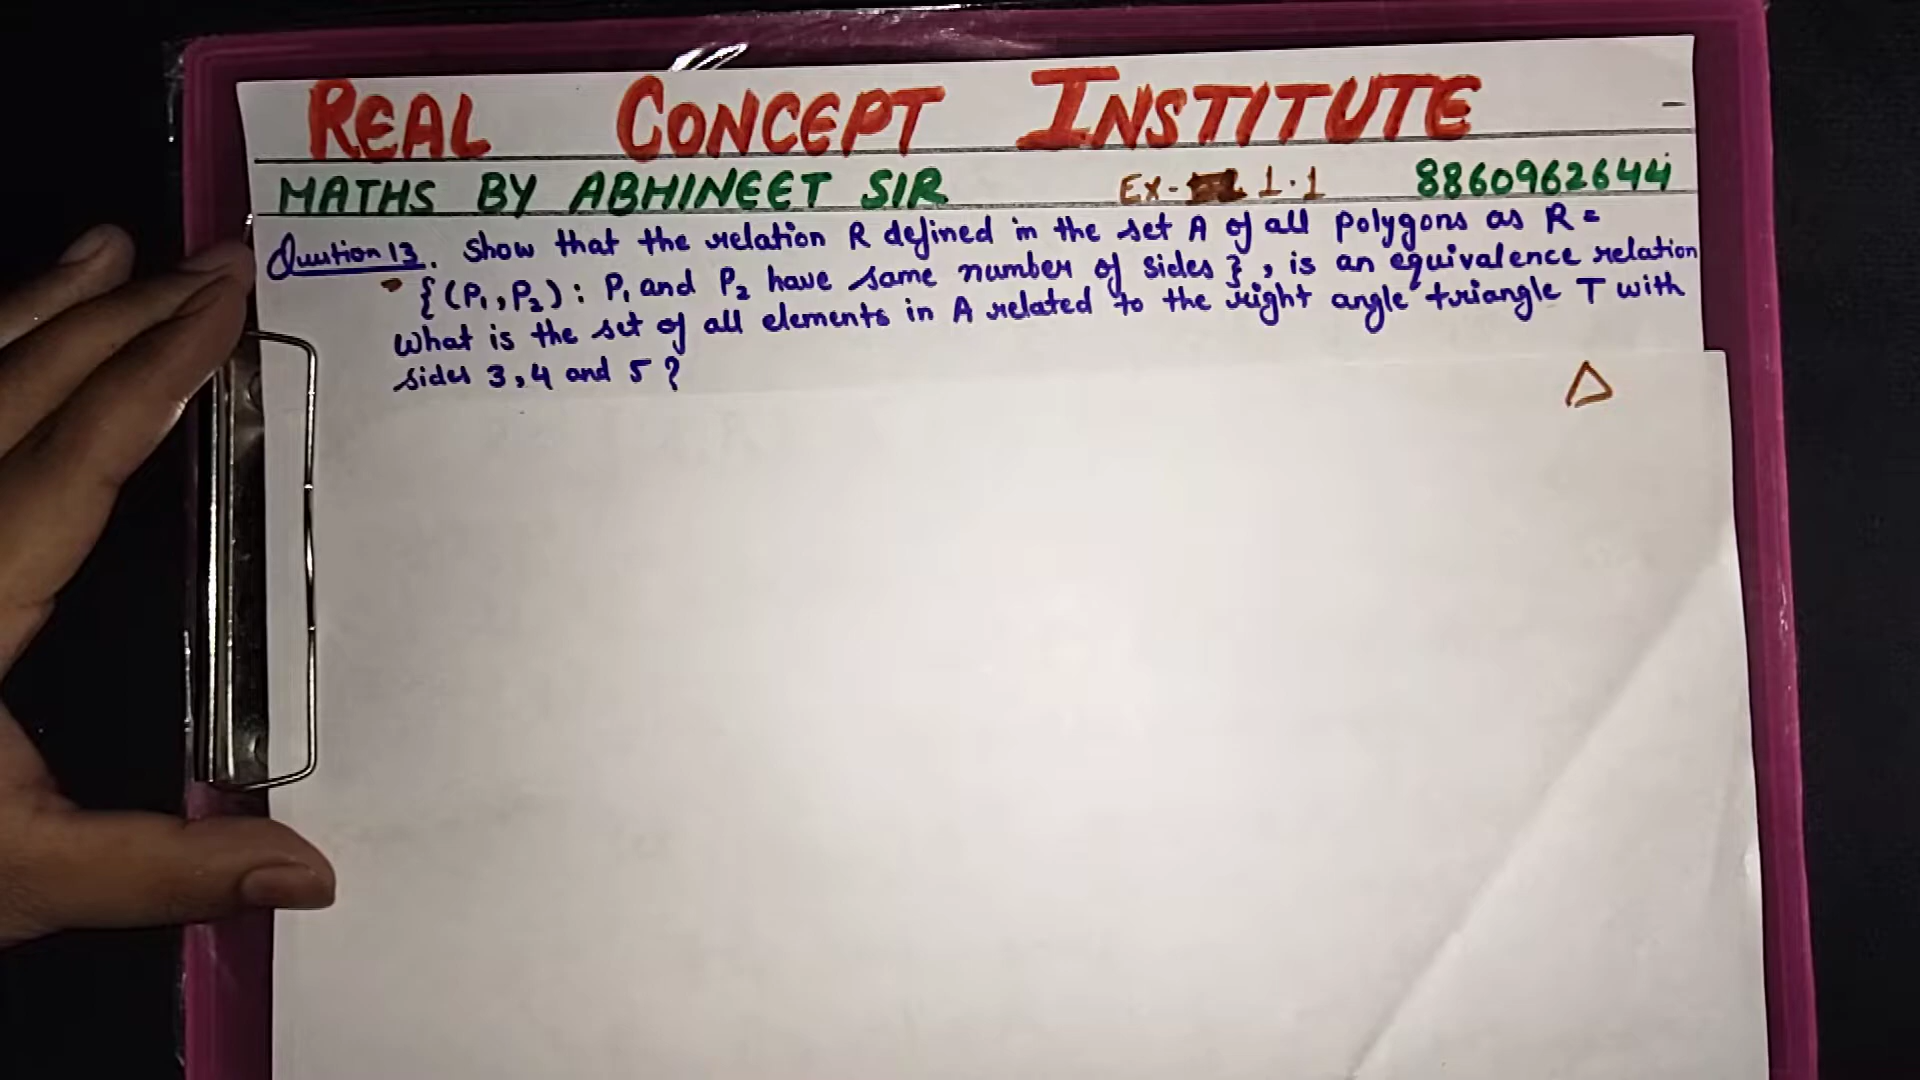 REAL CONCEPT INSTITUTE
MATHS BY ABHINEET SIR EX- 1.1 8860962644
Question 13. Show that the relation R defined in the set A of all polygons as R =
{(P₁,P₂): P₁ and P₂ have same number of sides}, is an equivalence relation
What is the set of all elements in A related to the right angle triangle T with
sides 3,4 and 5?